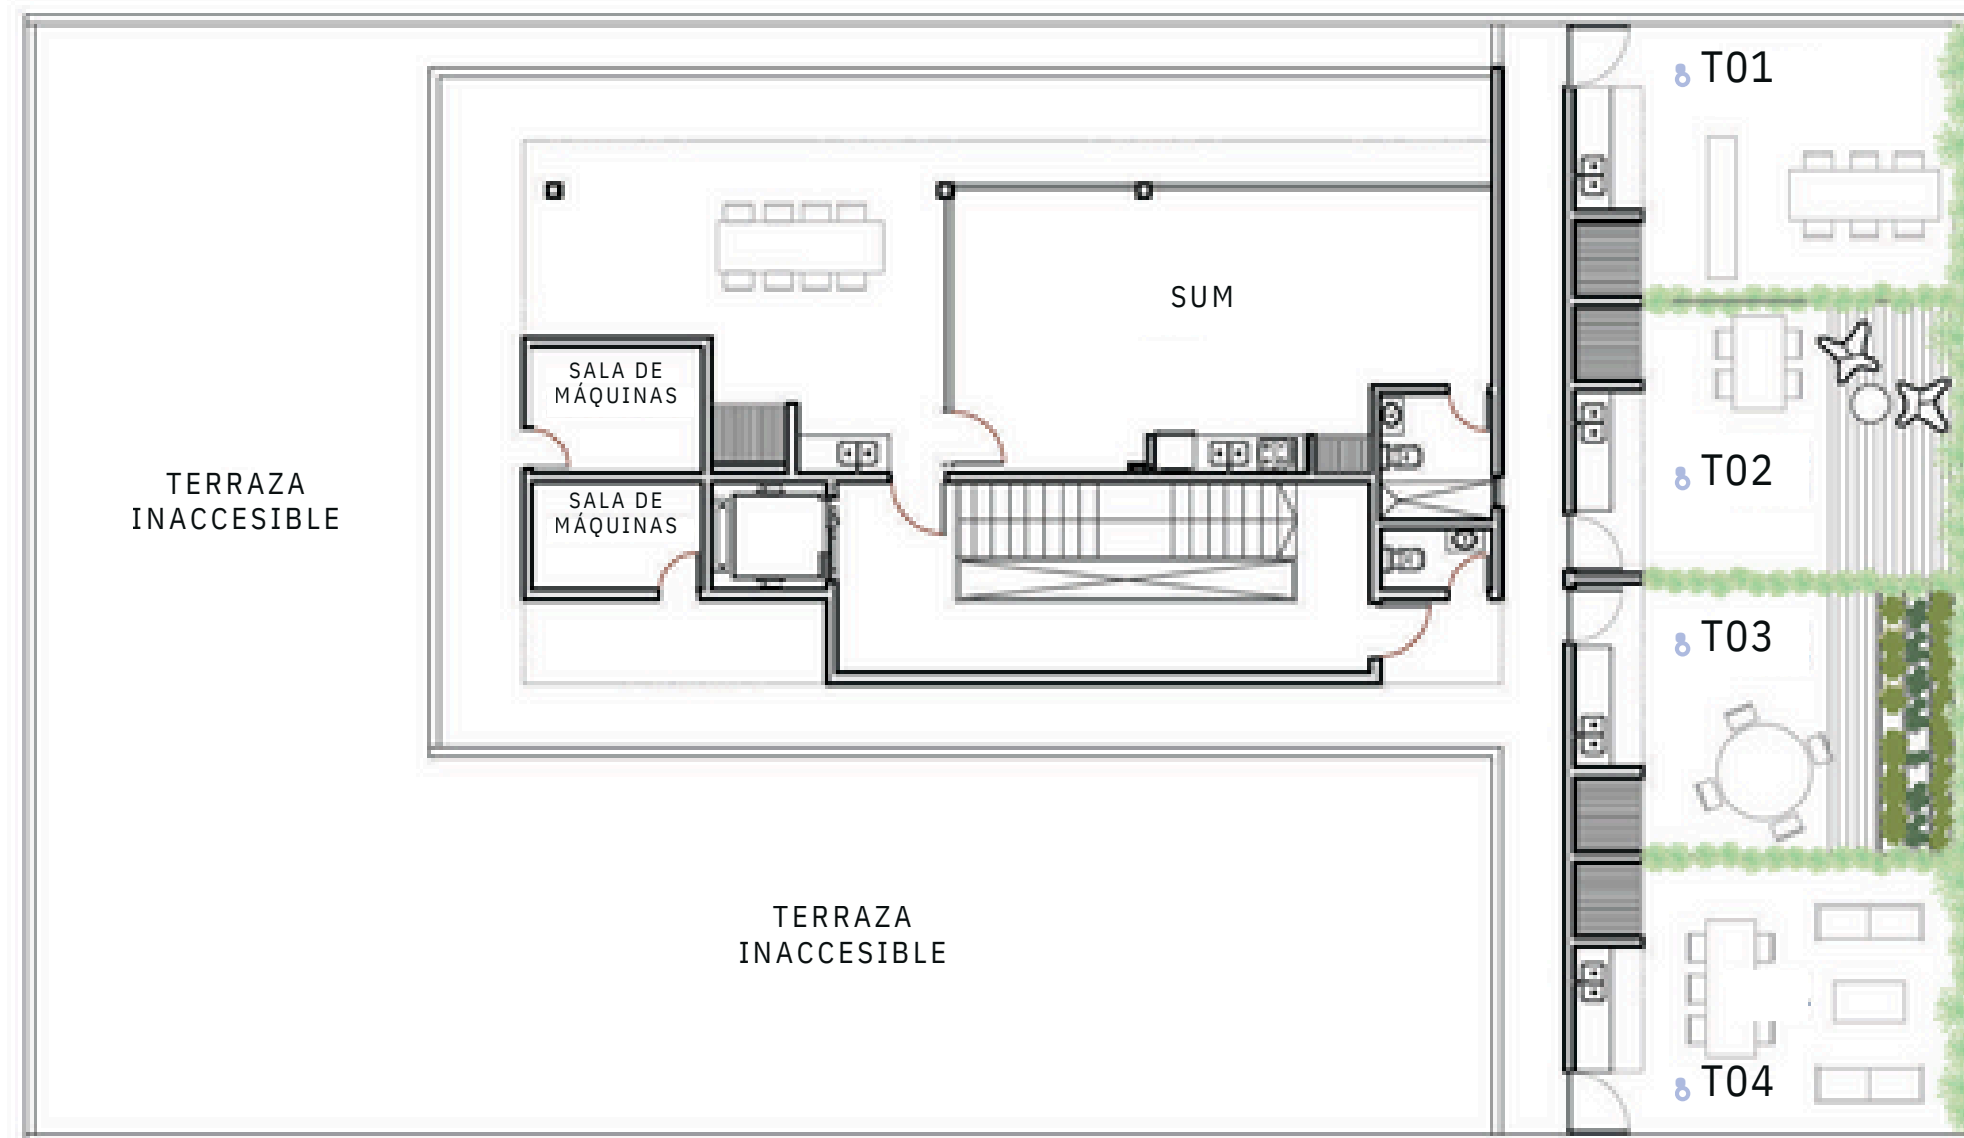 T01
SUM
SALA DE
MÁQUINAS
T02
TERRAZA
INACCESIBLE
SALA DE
MÁQUINAS
T03
TERRAZA
INACCESIBLE
T04